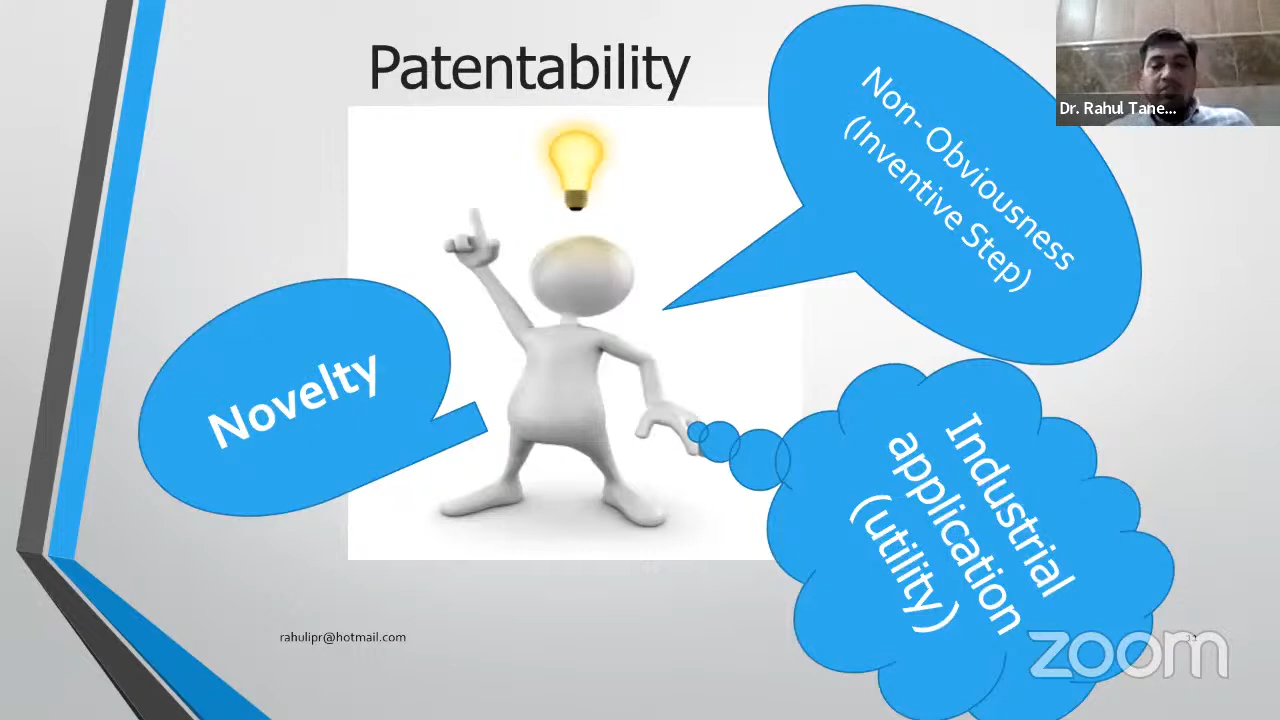 Patentability
Non- Obviousness
(Inventive Step)
Dr. Rahul Tane...
Novelty
Industrial
application
(utility)
rahulipr@hotmail.com
zoom